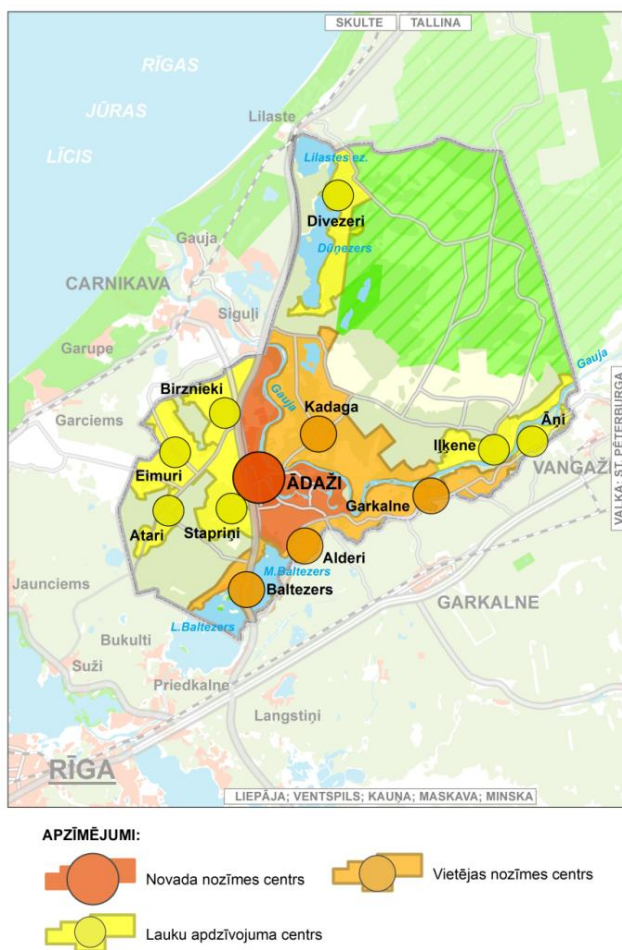 SKULTE TALLINA
RĪGAS
JŪRAS
LĪCIS
Lilaste
Lilastes ez.
Divezeri
Dūņezers
Gauja
CARNIKAVA
Siguļi
Garupe
Gauja
Birznieki
Gauja
Kadaga
Garciems
Iļķene
Āņi
Eimuri
VANGAŽI
VALKA; ST. PĒTERBURGA
ĀDAŽI
Garkalne
Atari
Stapriņi
Alderi
M.Baltezers
Jaunciems
Baltezers
GARKALNE
L.Baltezers
Bukulti
Suži
Priedkalne
Langstiņi
RĪGA
LIEPĀJA; VENTSPILS; KAUŅA; MASKAVA; MINSKA
APZĪMĒJUMI:
Novada nozīmes centrs
Vietējas nozīmes centrs
Lauku apdzīvojuma centrs